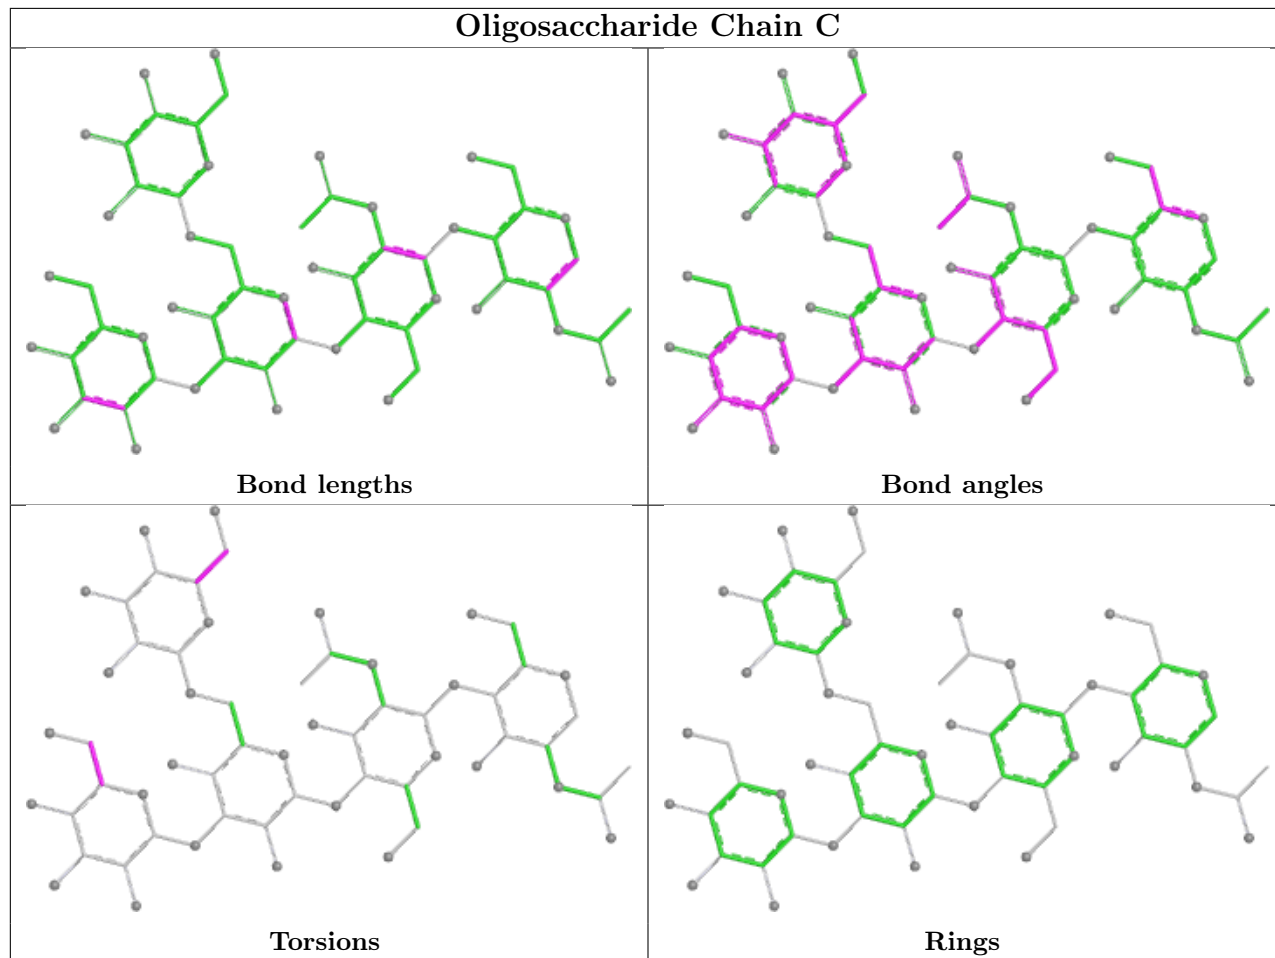 Oligosaccharide Chain C
Bond lengths
Bond angles
Torsions
Rings